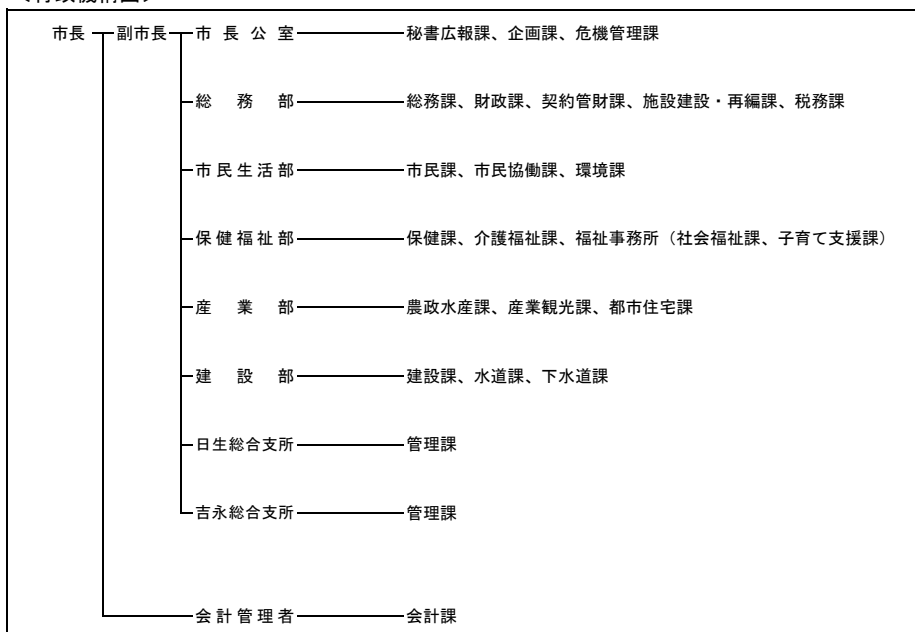 市長 副市長 市長公室 秘書広報課、企画課、危機管理課
総務部 総務課、財政課、契約管財課、施設建設・再編課、税務課
市民生活部 市民課、市民協働課、環境課
保健福祉部 保健課、介護福祉課、福祉事務所（社会福祉課、子育て支援課）
産業部 農政水産課、産業観光課、都市住宅課
建設部 建設課、水道課、下水道課
日生総合支所 管理課
吉永総合支所 管理課
会計管理者 会計課